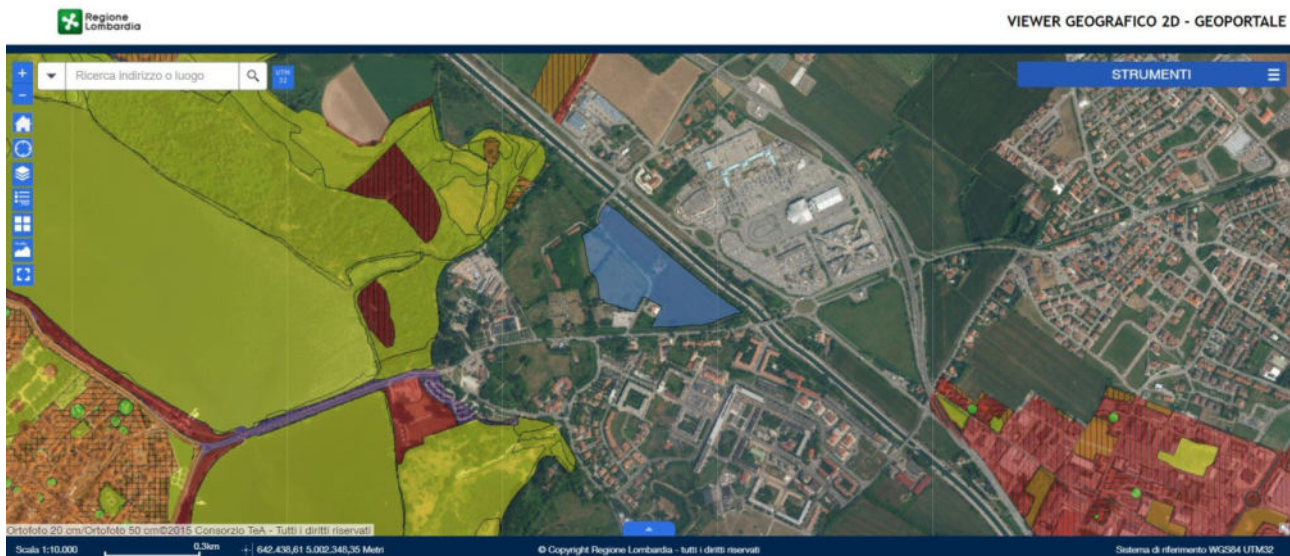 Regione
Lombardia
VIEWER GEOGRAFICO 2D - GEOPORTALE
+
Ricerca indirizzo o luogo
UTM
32
STRUMENTI
-
Ortofoto 20 cm/Ortofoto 50 cm©2015 Consorzio TeA - Tutti i diritti riservati
Scala 1:10.000
0.3km
642.438,61 5.002.348,35 Metri
© Copyright Regione Lombardia - tutti i diritti riservati
Sistema di riferimento WGS84 UTM32